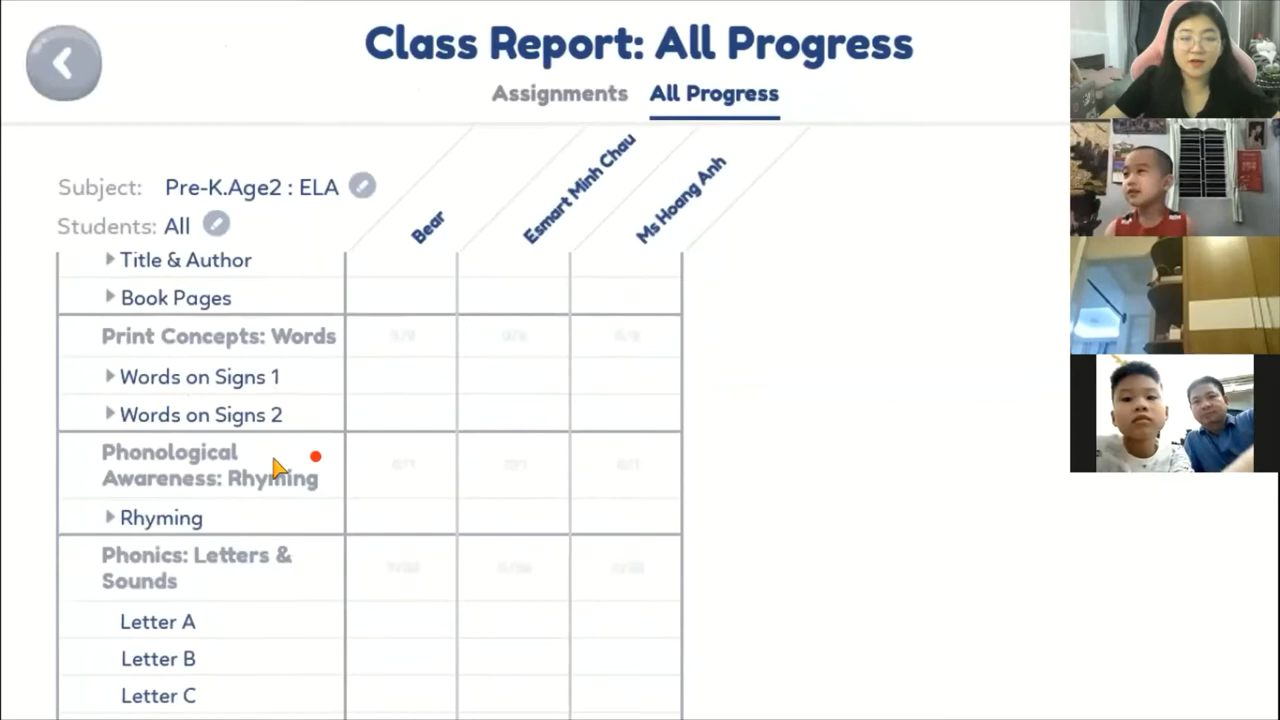 Class Report: All Progress
Assignments All Progress
Subject: Pre-K.Age2 : ELA
Students: All
Bear
Esmart Minh Chau
Ms Hoang Anh
Title & Author
Book Pages
Print Concepts: Words
Words on Signs 1
Words on Signs 2
Phonological
Awareness: Rhyming
Rhyming
Phonics: Letters &
Sounds
Letter A
Letter B
Letter C